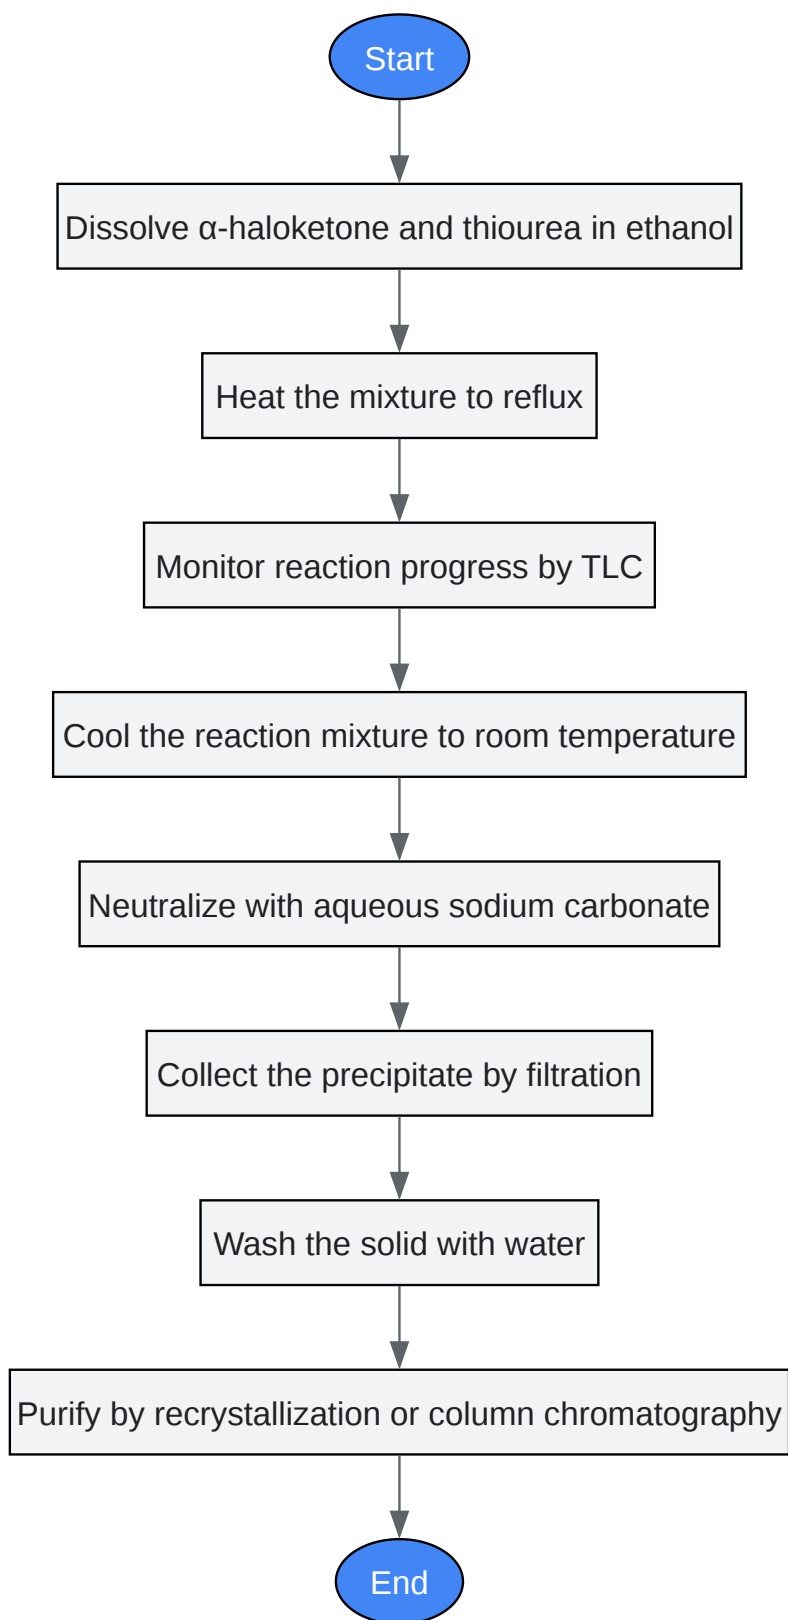 Start
Dissolve α-haloketone and thiourea in ethanol
Heat the mixture to reflux
Monitor reaction progress by TLC
Cool the reaction mixture to room temperature
Neutralize with aqueous sodium carbonate
Collect the precipitate by filtration
Wash the solid with water
Purify by recrystallization or column chromatography
End